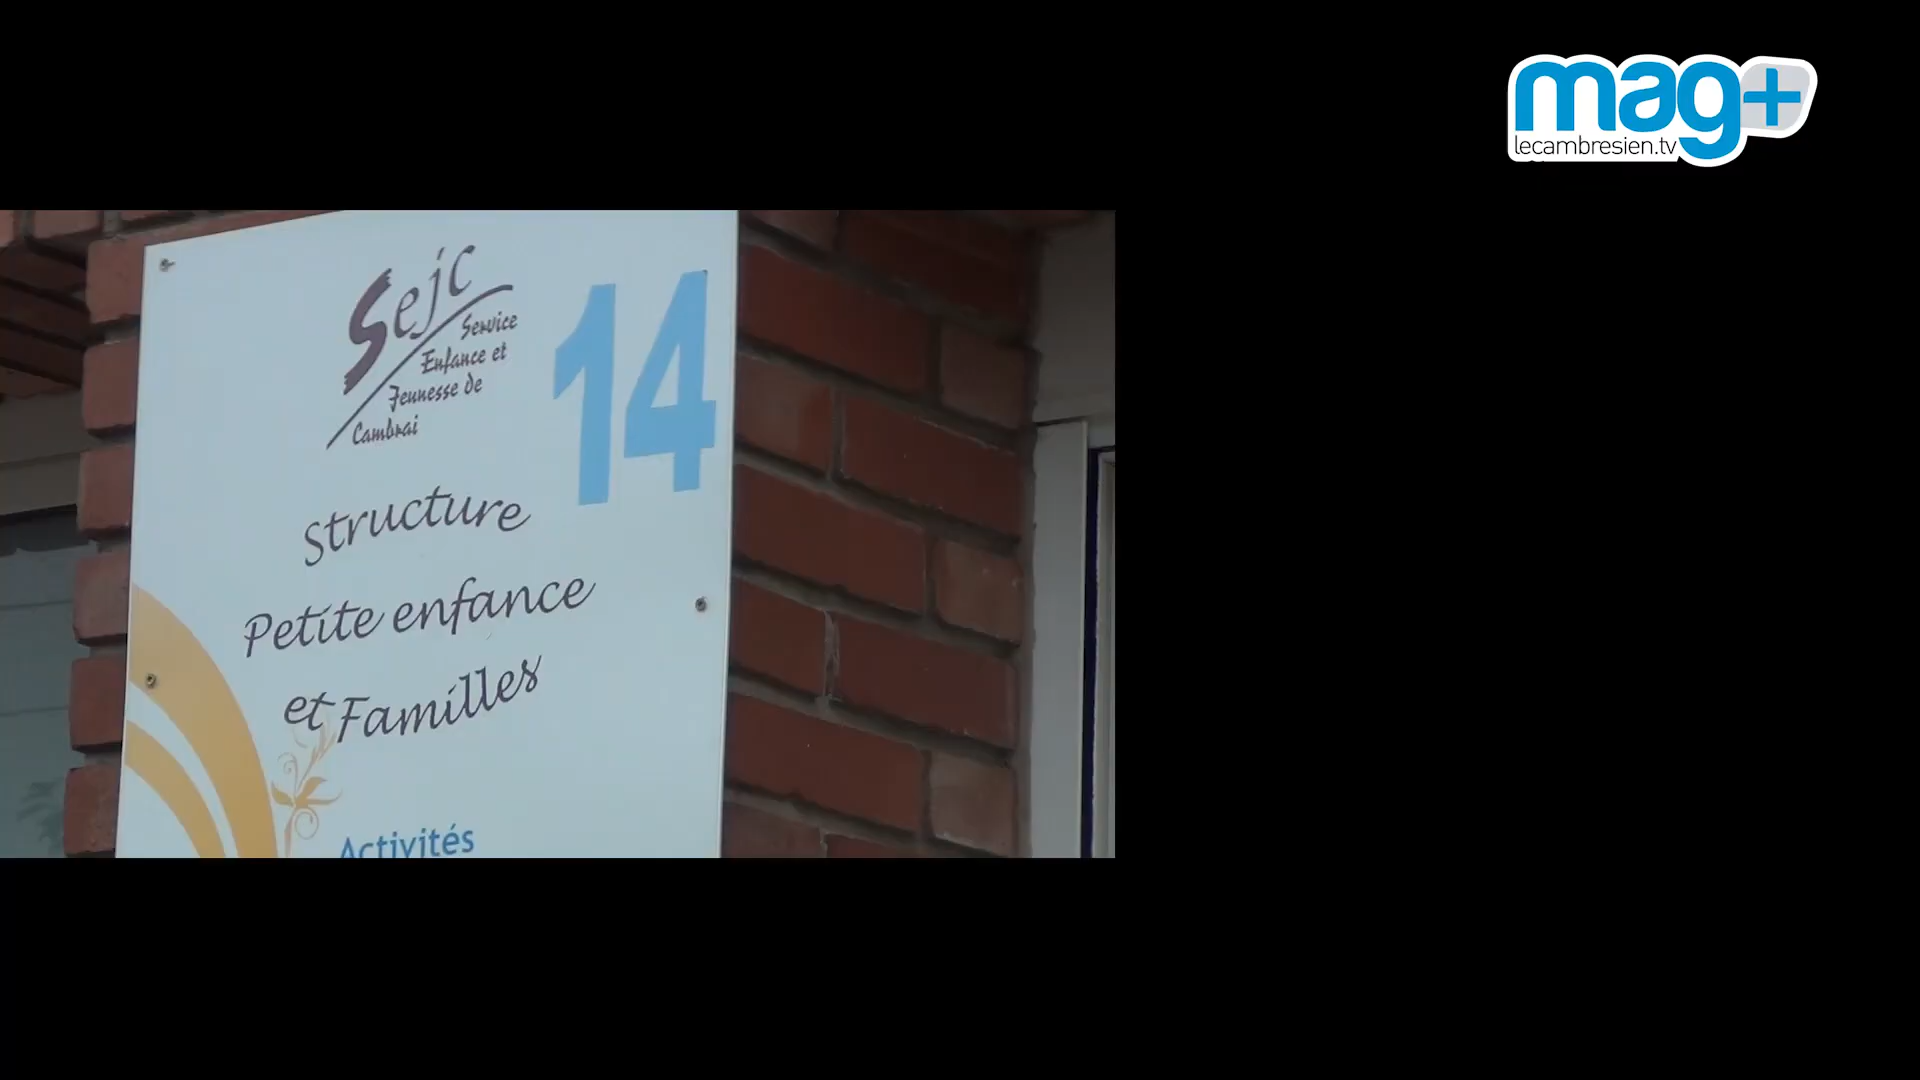 mag+
lecambresien.tv
Sejc
Service
Enfance et
Jeunesse de
Cambrai
14
Structure
Petite enfance
et Familles
Activités